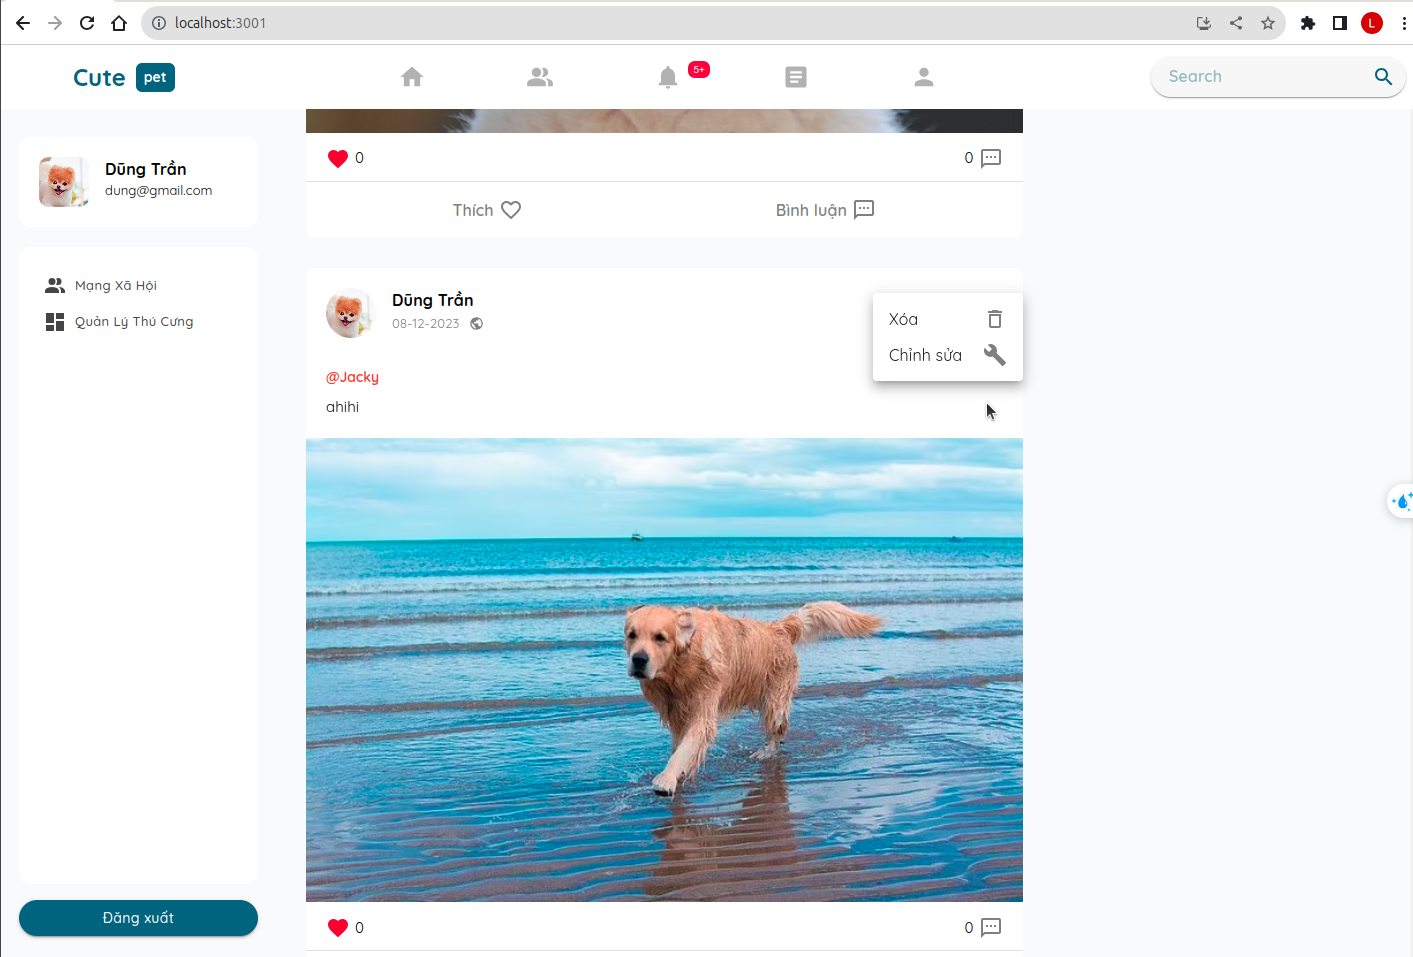 localhost:3001
L
Cute pet
5+
Search
Dũng Trần
dung@gmail.com
Mạng Xã Hội
Quản Lý Thú Cưng
Đăng xuất
0
0
Thích
Bình luận
Dũng Trần
08-12-2023
Xóa
Chỉnh sửa
@Jacky
ahihi
0
0